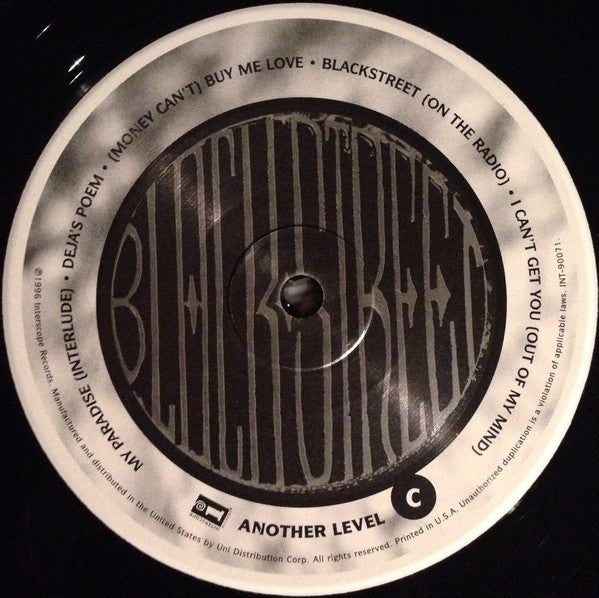 MY PARADISE (INTERLUDE) • DEJA'S POEM • (MONEY CAN'T) BUY ME LOVE • BLACKSTREET (ON THE RADIO) • I CAN'T GET YOU (OUT OF MY MIND)
BLACKSTREET
ANOTHER LEVEL
C
℗1996 Interscope Records. Manufactured and distributed in the United States by Uni Distribution Corp. All rights reserved. Printed in U.S.A. Unauthorized duplication is a violation of applicable laws. INT-90071.